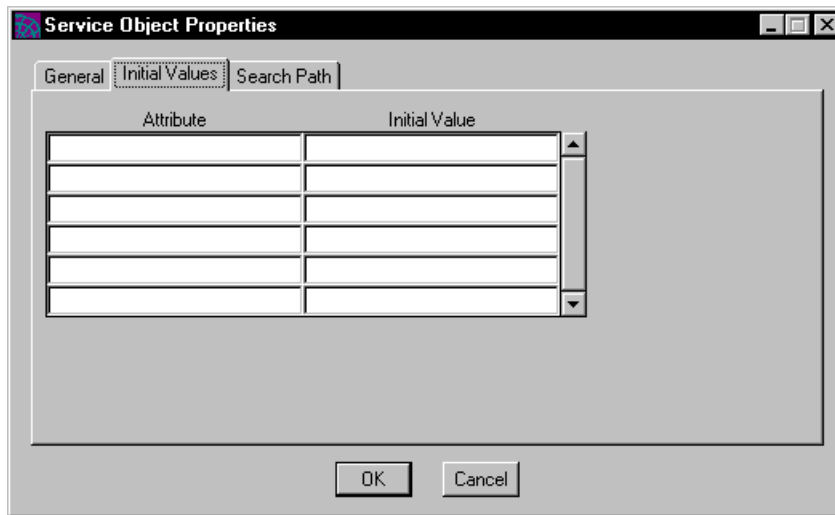 Service Object Properties
General Initial Values Search Path
Attribute Initial Value
OK Cancel